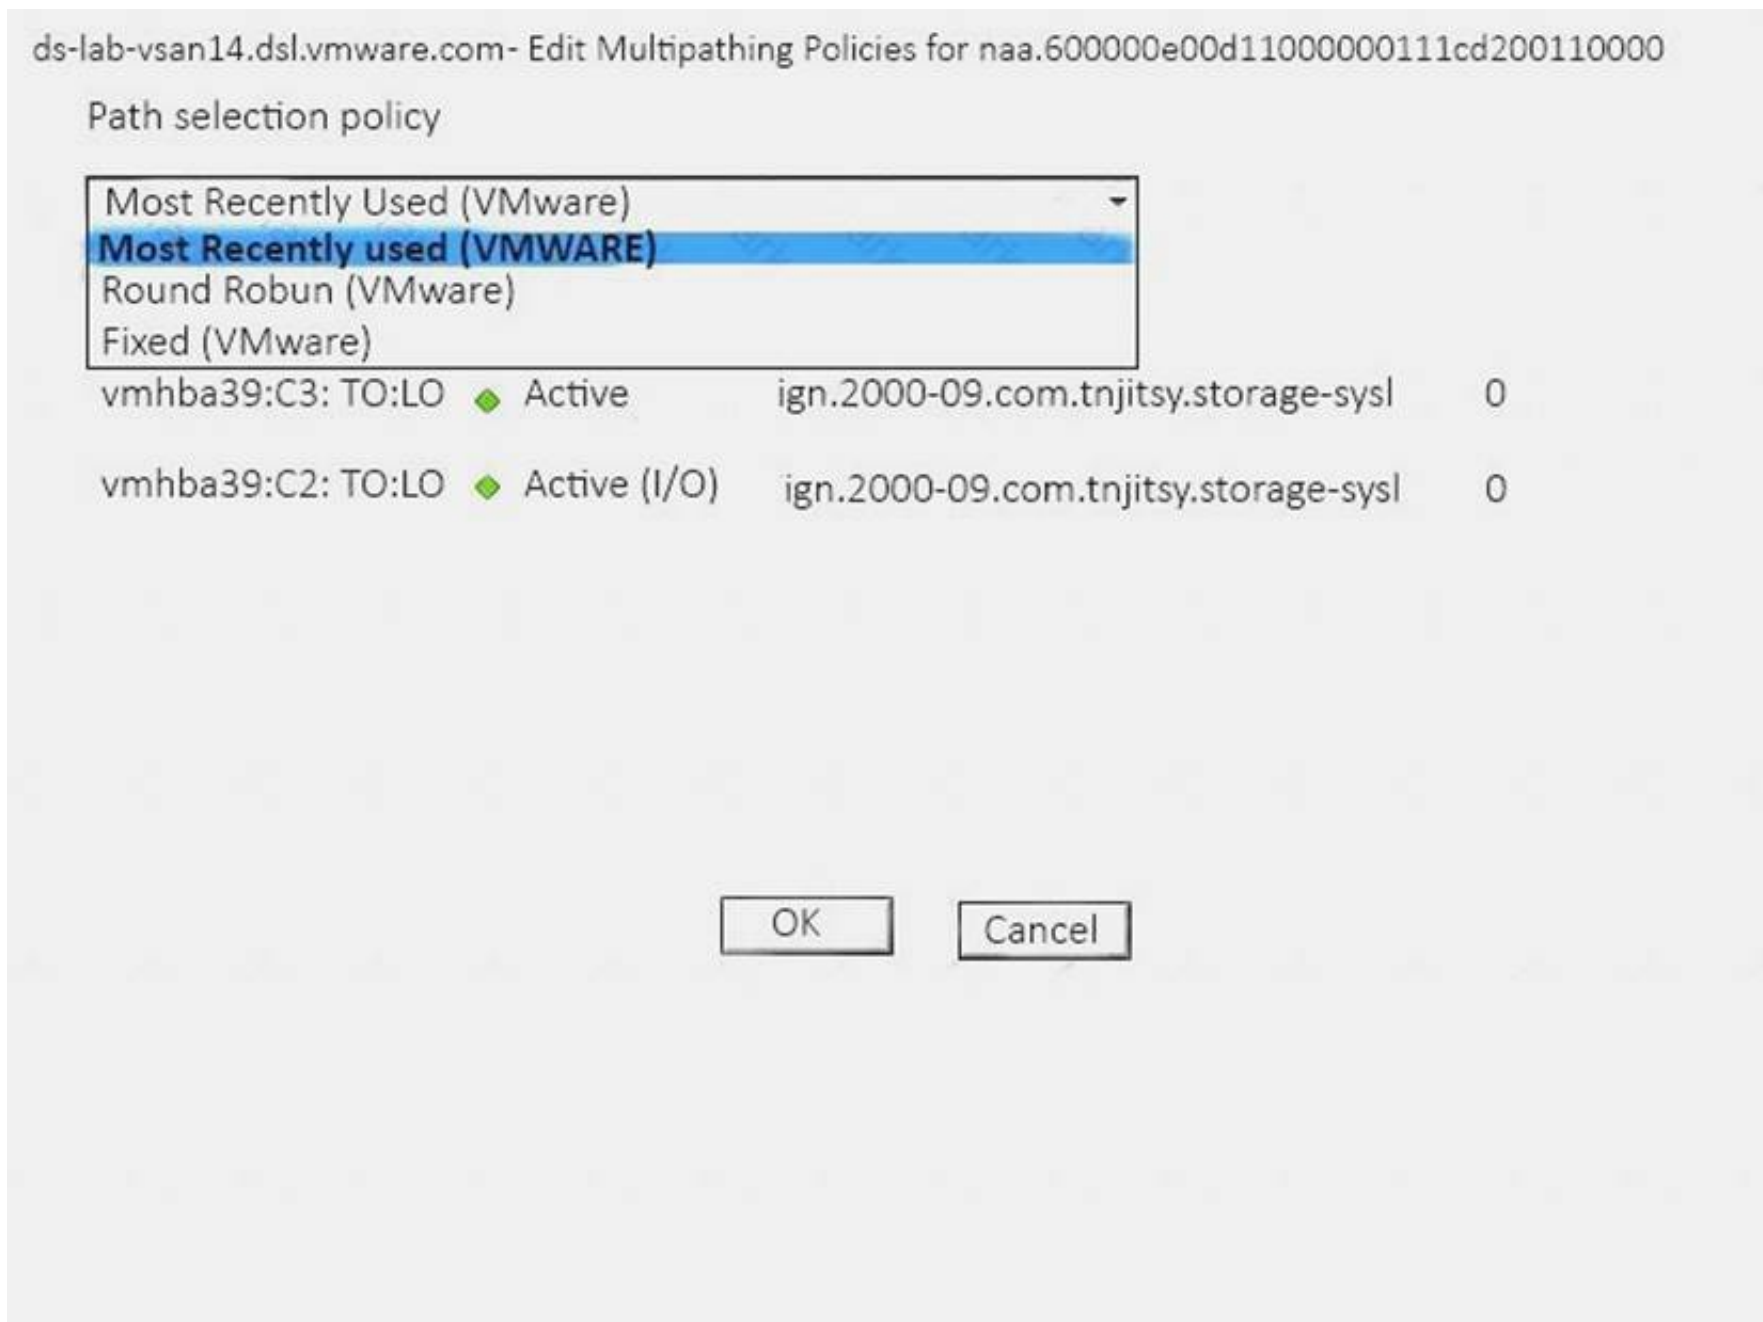 ds-lab-vsan14.dsl.vmware.com- Edit Multipathing Policies for naa.600000e00d11000000111cd200110000
Path selection policy
Most Recently Used (VMware)
Most Recently used (VMWARE)
Round Robun (VMware)
Fixed (VMware)
vmhba39:C3: TO:LO Active ign.2000-09.com.tnjitsy.storage-sysl 0
vmhba39:C2: TO:LO Active (I/O) ign.2000-09.com.tnjitsy.storage-sysl 0
OK Cancel